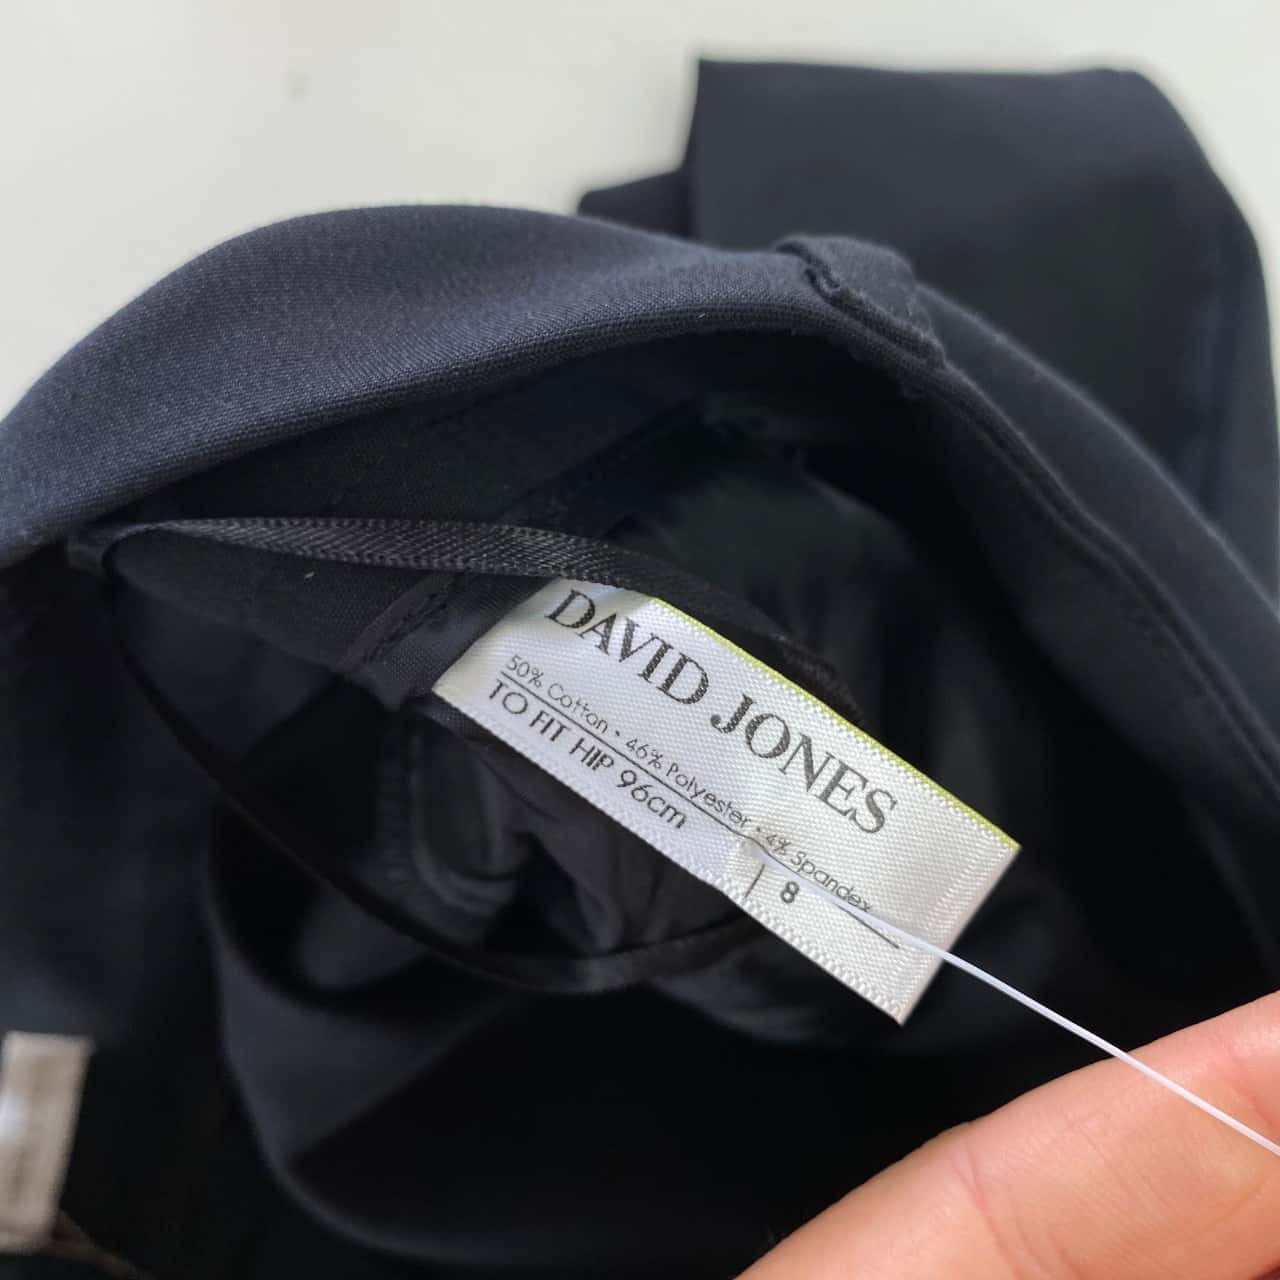 DAVID JONES
50% Cotton • 46% Polyester • 4% Spandex
TO FIT HIP 96cm | 8